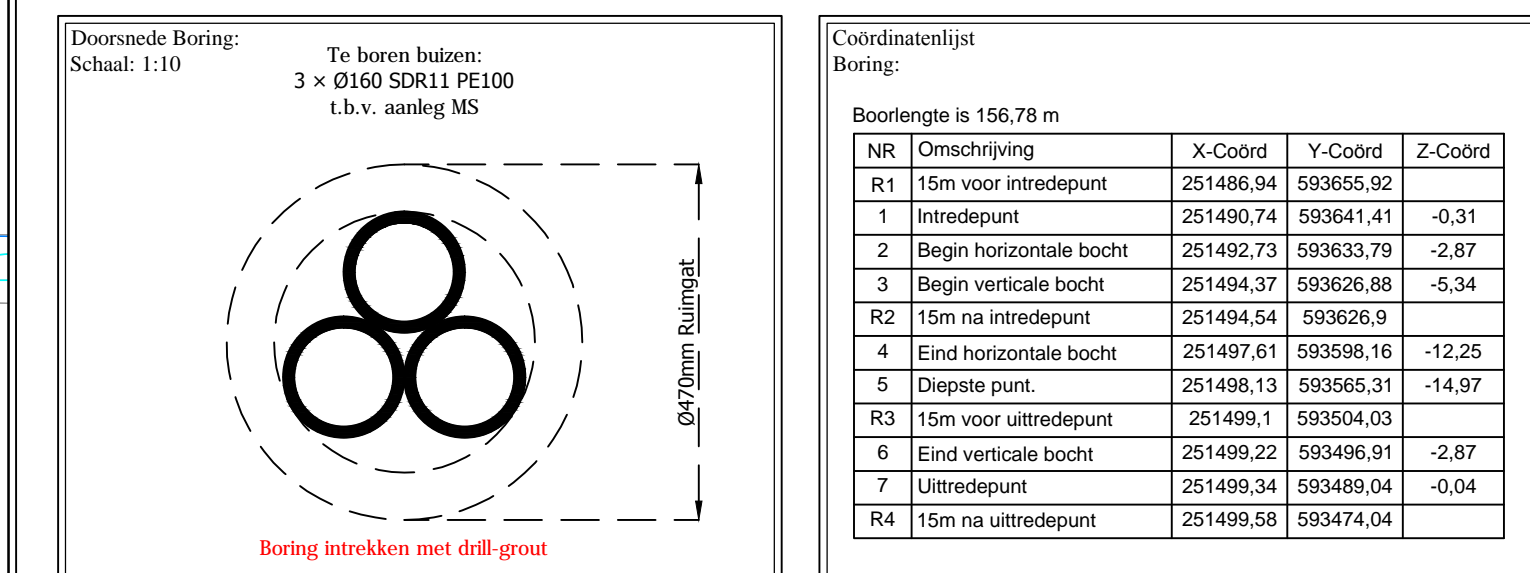 Doorsnede Boring:
Schaal: 1:10
Te boren buizen:
3 × Ø160 SDR11 PE100
t.b.v. aanleg MS
Ø470mm Ruimgat
Boring intrekken met drill-grout
Coördinatenlijst
Boring:
Boorlengte is 156,78 m
NR Omschrijving X-Coörd Y-Coörd Z-Coörd
R1 15m voor intredepunt 251486,94 593655,92
1 Intredepunt 251490,74 593641,41 -0,31
2 Begin horizontale bocht 251492,73 593633,79 -2,87
3 Begin verticale bocht 251494,37 593626,88 -5,34
R2 15m na intredepunt 251494,54 593626,9
4 Eind horizontale bocht 251497,61 593598,16 -12,25
5 Diepste punt. 251498,13 593565,31 -14,97
R3 15m voor uittredepunt 251499,1 593504,03
6 Eind verticale bocht 251499,22 593496,91 -2,87
7 Uittredepunt 251499,34 593489,04 -0,04
R4 15m na uittredepunt 251499,58 593474,04